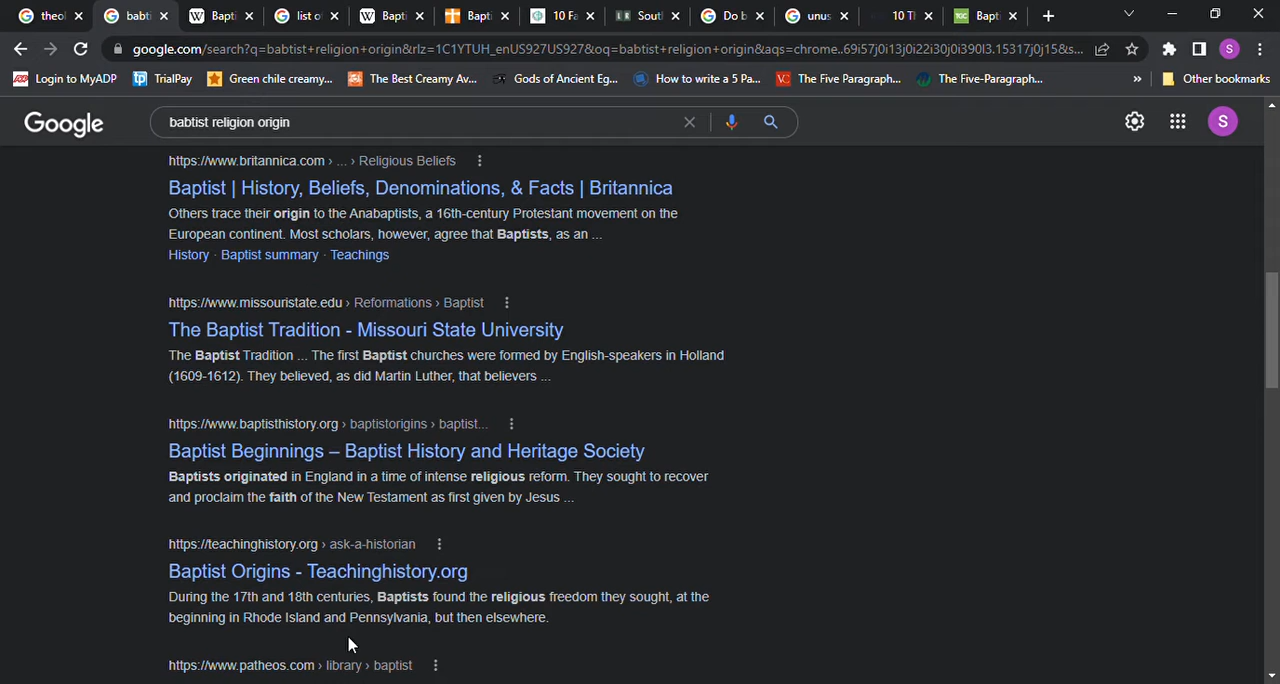 theol
babti
Bapti
list o
Bapti
Bapti
10 Fa
Soutl
Do b
unus
10 Tl
Bapti
google.com/search?q=babtist+religion+origin&rlz=1C1YTUH_enUS927US927&oq=babtist+religion+origin&aqs=chrome..69i57j0i13j0i22i30j0i390l3.15317j0j15&s...
S
Login to MyADP
TrialPay
Green chile creamy...
The Best Creamy Av...
Gods of Ancient Eg...
How to write a 5 Pa...
The Five Paragraph...
The Five-Paragraph...
»
Other bookmarks
Google
babtist religion origin
S
https://www.britannica.com › ... › Religious Beliefs
Baptist | History, Beliefs, Denominations, & Facts | Britannica
Others trace their origin to the Anabaptists, a 16th-century Protestant movement on the
European continent. Most scholars, however, agree that Baptists, as an ...
History · Baptist summary · Teachings
https://www.missouristate.edu › Reformations › Baptist
The Baptist Tradition - Missouri State University
The Baptist Tradition ... The first Baptist churches were formed by English-speakers in Holland
(1609-1612). They believed, as did Martin Luther, that believers ...
https://www.baptisthistory.org › baptistorigins › baptist...
Baptist Beginnings – Baptist History and Heritage Society
Baptists originated in England in a time of intense religious reform. They sought to recover
and proclaim the faith of the New Testament as first given by Jesus ...
https://teachinghistory.org › ask-a-historian
Baptist Origins - Teachinghistory.org
During the 17th and 18th centuries, Baptists found the religious freedom they sought, at the
beginning in Rhode Island and Pennsylvania, but then elsewhere.
https://www.patheos.com › library › baptist